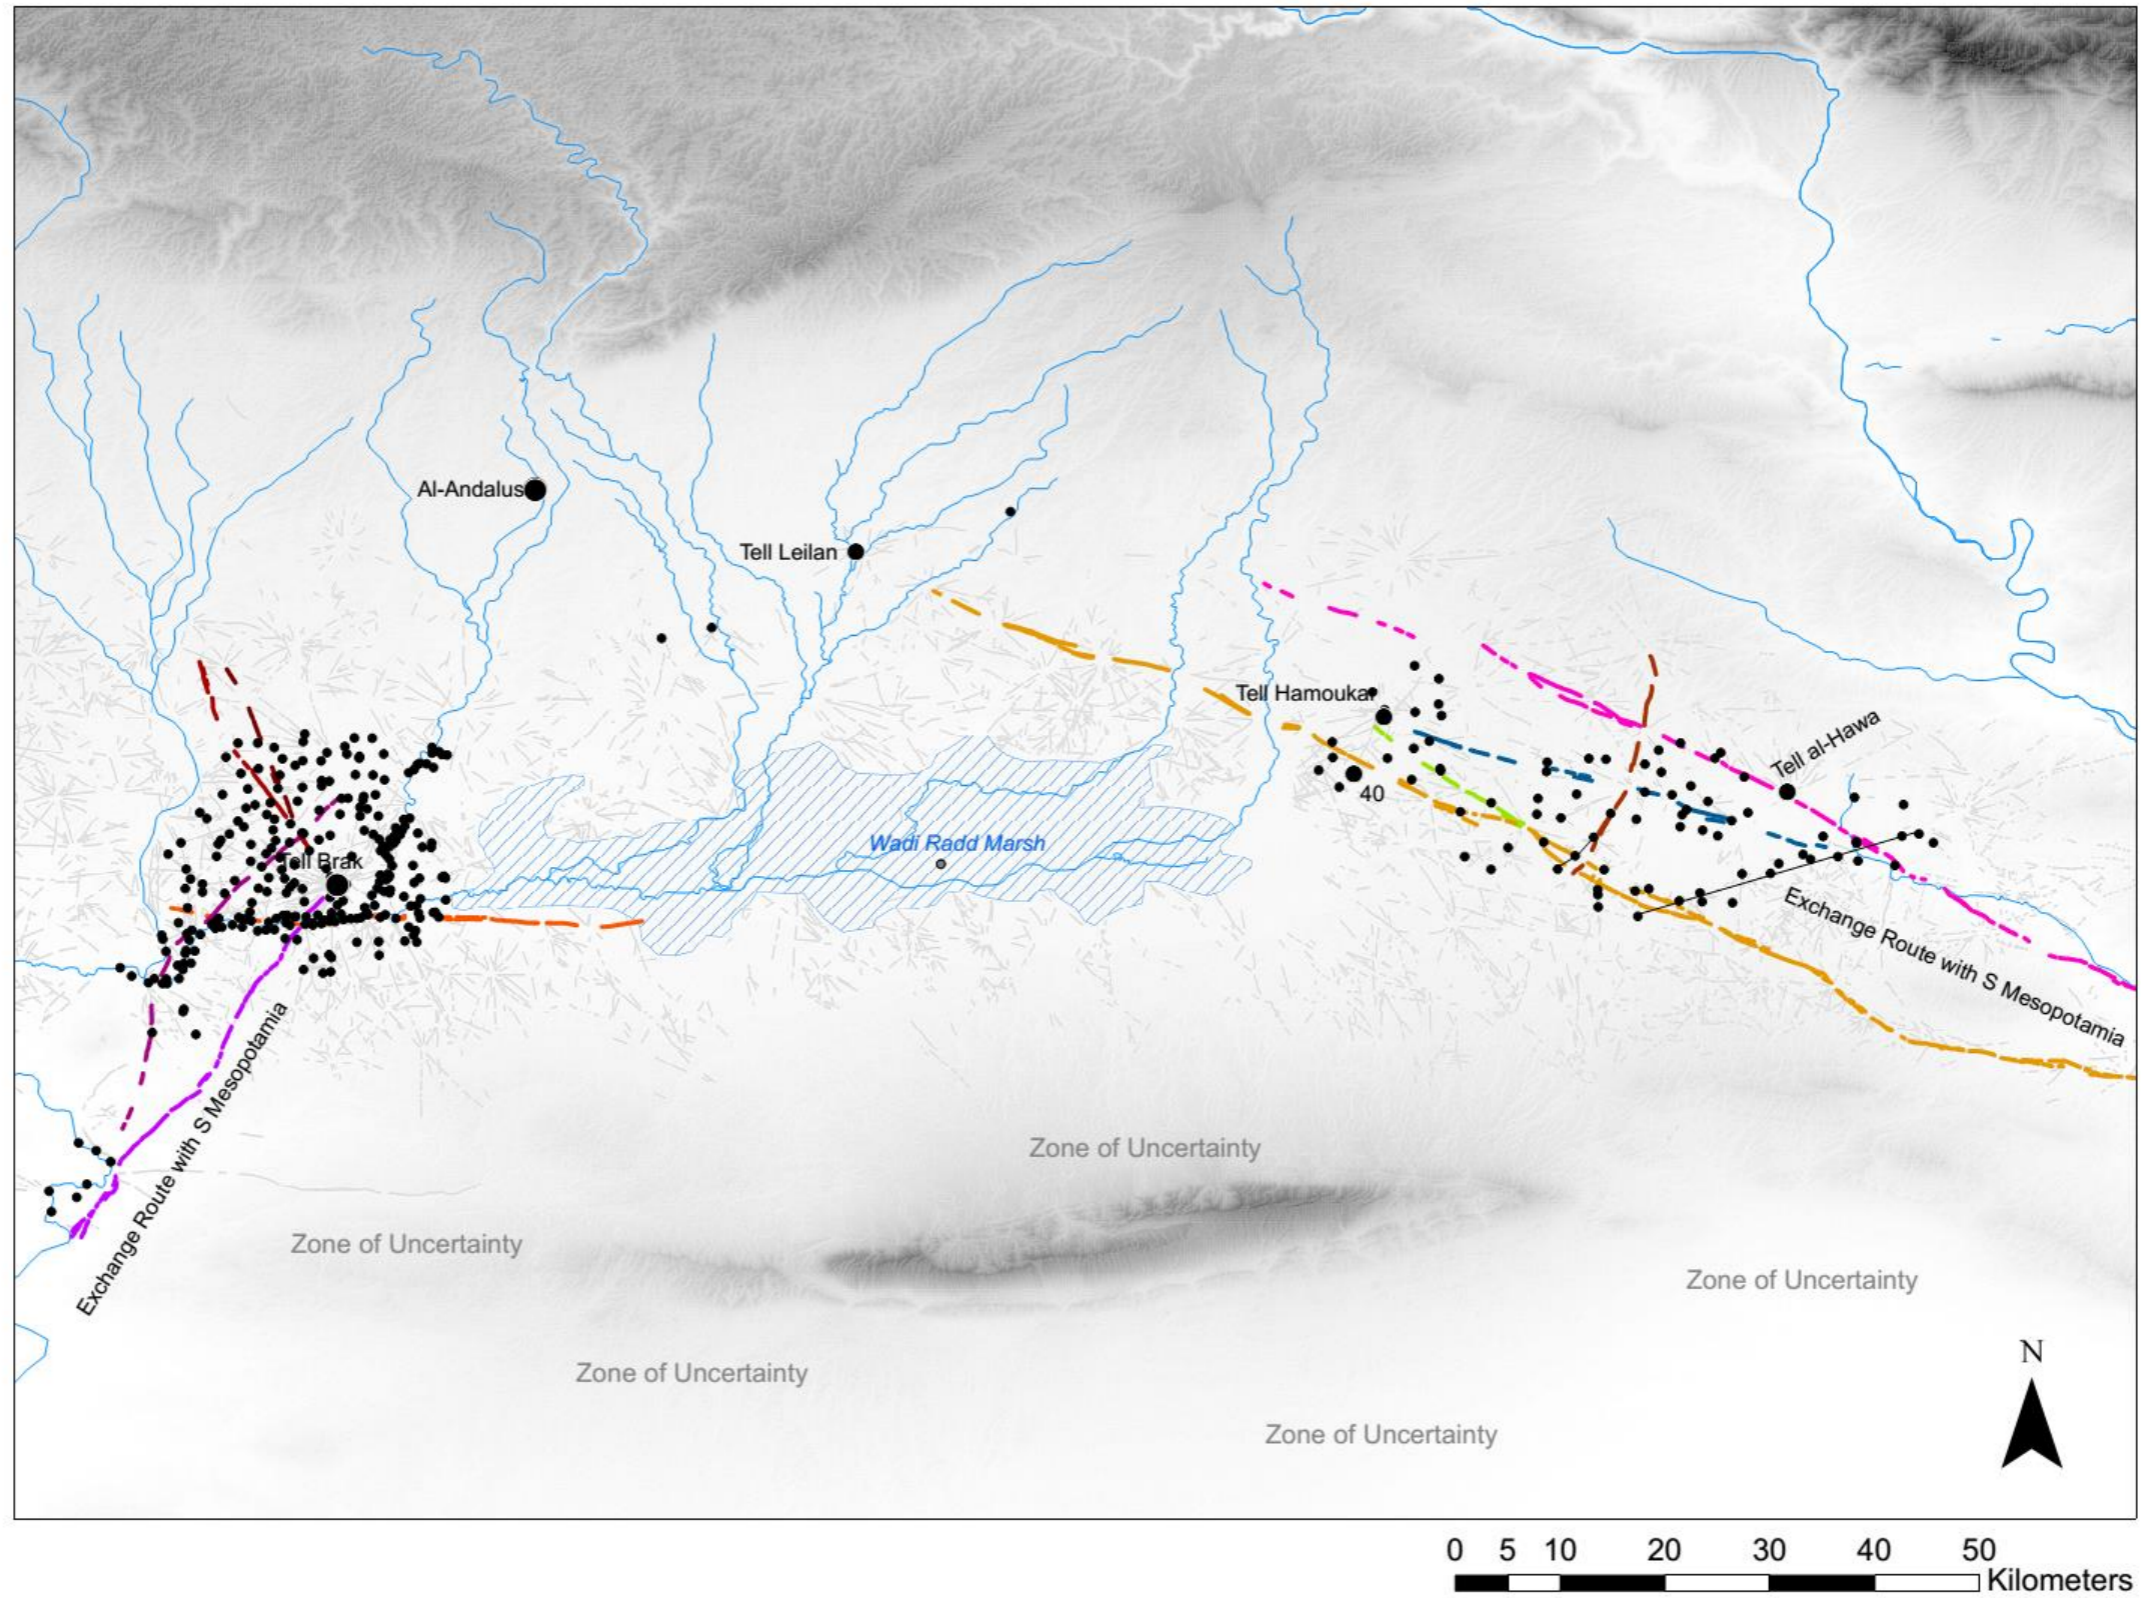 Al-Andalus
Tell Leilan
Tell Hamoukar
Tell al-Hawa
40
Wadi Radd Marsh
Tell Brak
Exchange Route with S Mesopotamia
Exchange Route with S Mesopotamia
Zone of Uncertainty
Zone of Uncertainty
Zone of Uncertainty
Zone of Uncertainty
Zone of Uncertainty
N
0 5 10 20 30 40 50
Kilometers